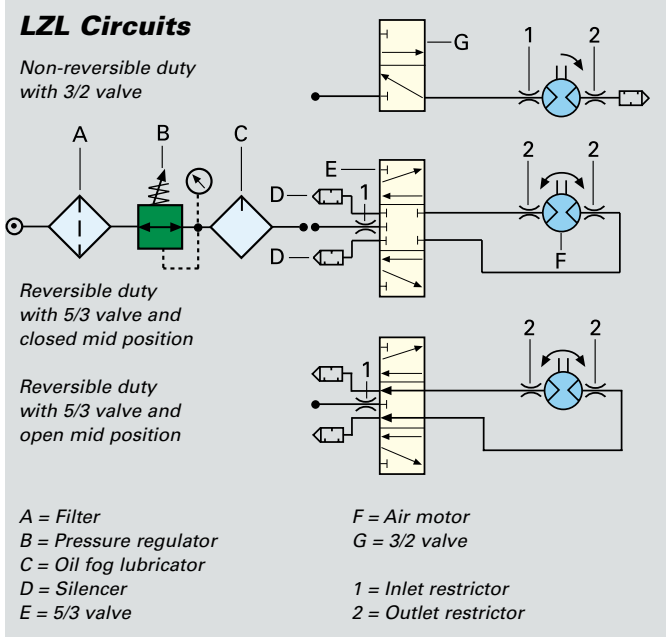 LZL Circuits
Non-reversible duty
with 3/2 valve
G
1
2
A
B
C
D
E
1
2
2
D
F
Reversible duty
with 5/3 valve and
closed mid position
Reversible duty
with 5/3 valve and
open mid position
1
2
2
A = Filter
B = Pressure regulator
C = Oil fog lubricator
D = Silencer
E = 5/3 valve
F = Air motor
G = 3/2 valve
1 = Inlet restrictor
2 = Outlet restrictor